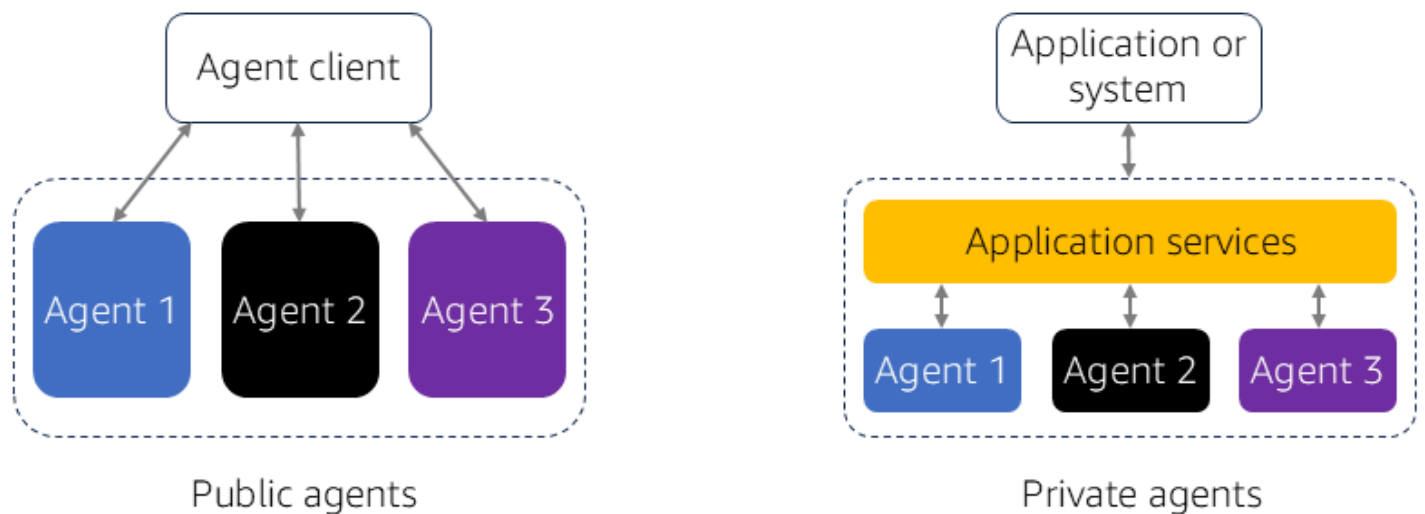 Agent client
Agent 1
Agent 2
Agent 3
Public agents
Application or
system
Application services
Agent 1
Agent 2
Agent 3
Private agents